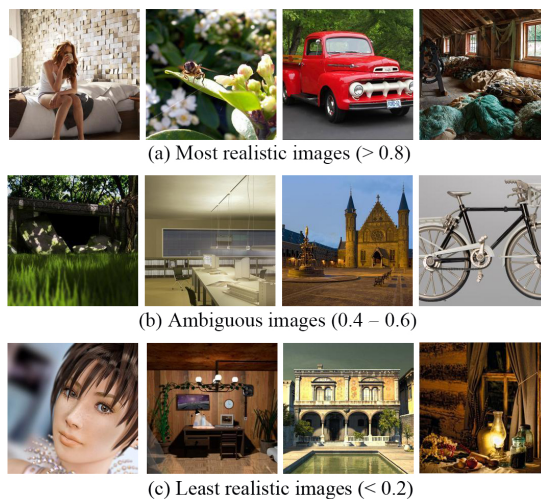 (a) Most realistic images (> 0.8)
(b) Ambiguous images (0.4 – 0.6)
(c) Least realistic images (< 0.2)